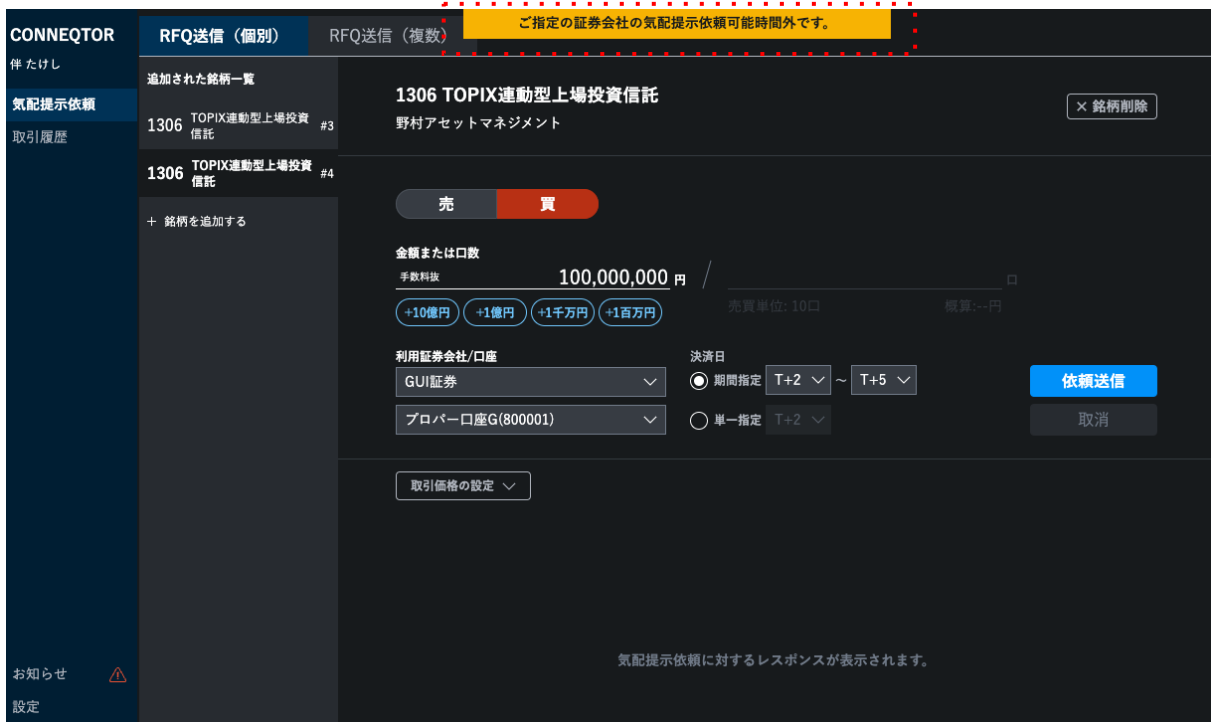 ご指定の証券会社の気配提示依頼可能時間外です。
CONNEQTOR
伴 たけし
気配提示依頼
取引履歴
お知らせ
設定
RFQ送信（個別）
RFQ送信（複数）
追加された銘柄一覧
1306 TOPIX連動型上場投資
信託 #3
1306 TOPIX連動型上場投資
信託 #4
＋ 銘柄を追加する
1306 TOPIX連動型上場投資信託
野村アセットマネジメント
× 銘柄削除
売 買
金額または口数
手数料抜 100,000,000 円 / 口
+10億円 +1億円 +1千万円 +1百万円
売買単位: 10口 概算:--円
利用証券会社/口座
GUI証券
プロパー口座G(800001)
決済日
期間指定 T+2 ～ T+5
単一指定 T+2
依頼送信
取消
取引価格の設定
気配提示依頼に対するレスポンスが表示されます。